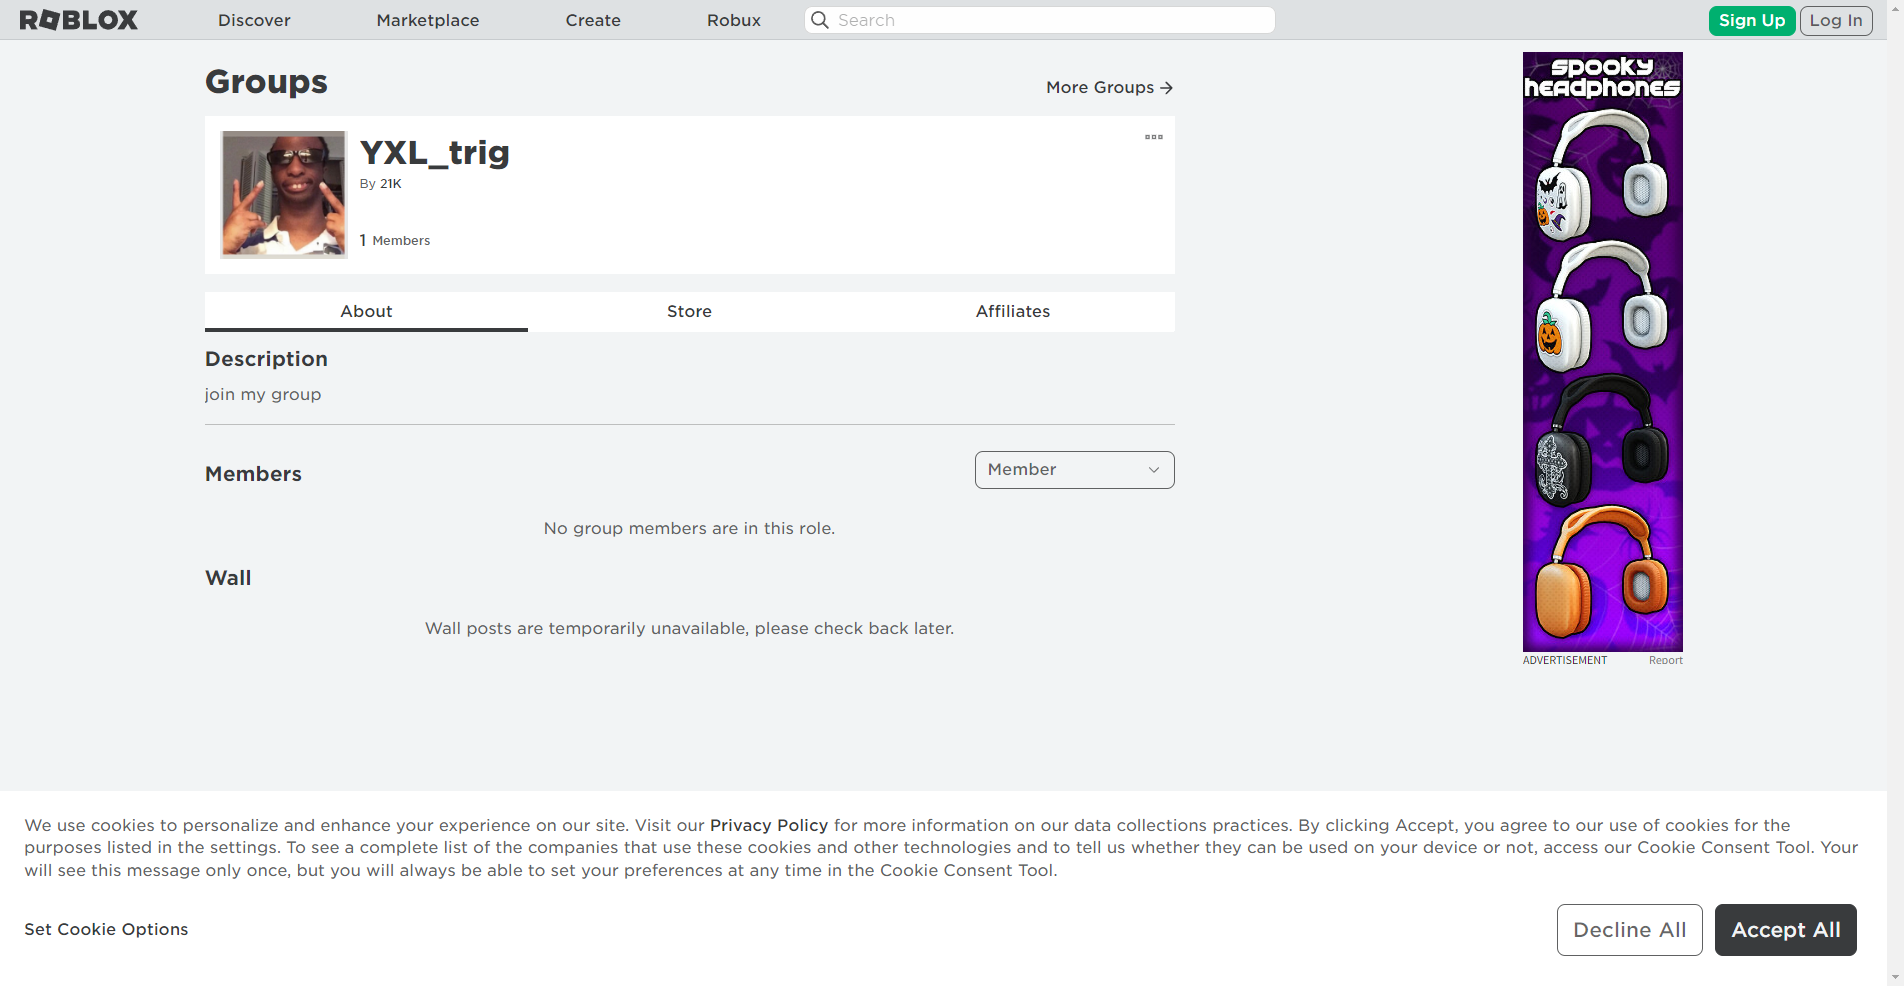 ROBLOX
Discover
Marketplace
Create
Robux
Search
Sign Up
Log In
Groups
More Groups →
YXL_trig
By 21K
1 Members
About
Store
Affiliates
Description
join my group
Members
Member
No group members are in this role.
Wall
Wall posts are temporarily unavailable, please check back later.
spooky
headphones
ADVERTISEMENT
Report
We use cookies to personalize and enhance your experience on our site. Visit our Privacy Policy for more information on our data collections practices. By clicking Accept, you agree to our use of cookies for the
purposes listed in the settings. To see a complete list of the companies that use these cookies and other technologies and to tell us whether they can be used on your device or not, access our Cookie Consent Tool. Your
will see this message only once, but you will always be able to set your preferences at any time in the Cookie Consent Tool.
Set Cookie Options
Decline All
Accept All